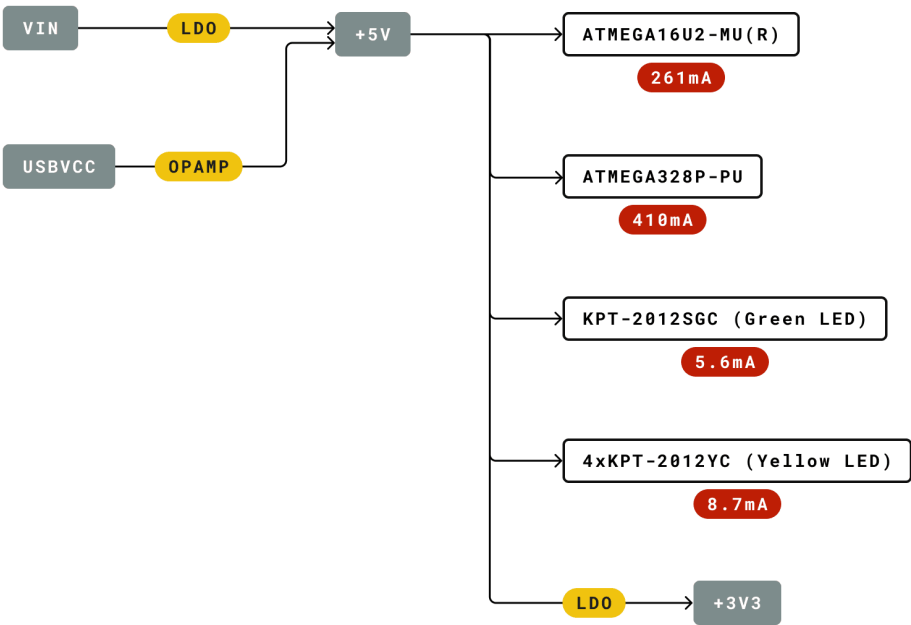 VIN
LDO
+5V
ATMEGA16U2-MU(R)
261mA
USBVCC
OPAMP
ATMEGA328P-PU
410mA
KPT-2012SGC (Green LED)
5.6mA
4xKPT-2012YC (Yellow LED)
8.7mA
LDO
+3V3